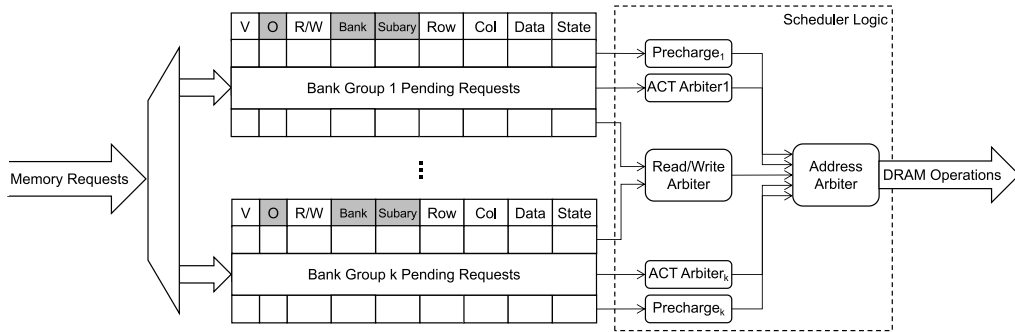 Scheduler Logic
V O R/W Bank Subary Row Col Data State
Bank Group 1 Pending Requests
Precharge1
ACT Arbiter1
Memory Requests
Read/Write
Arbiter
Address
Arbiter
DRAM Operations
V O R/W Bank Subary Row Col Data State
Bank Group k Pending Requests
ACT Arbiterk
Prechargek